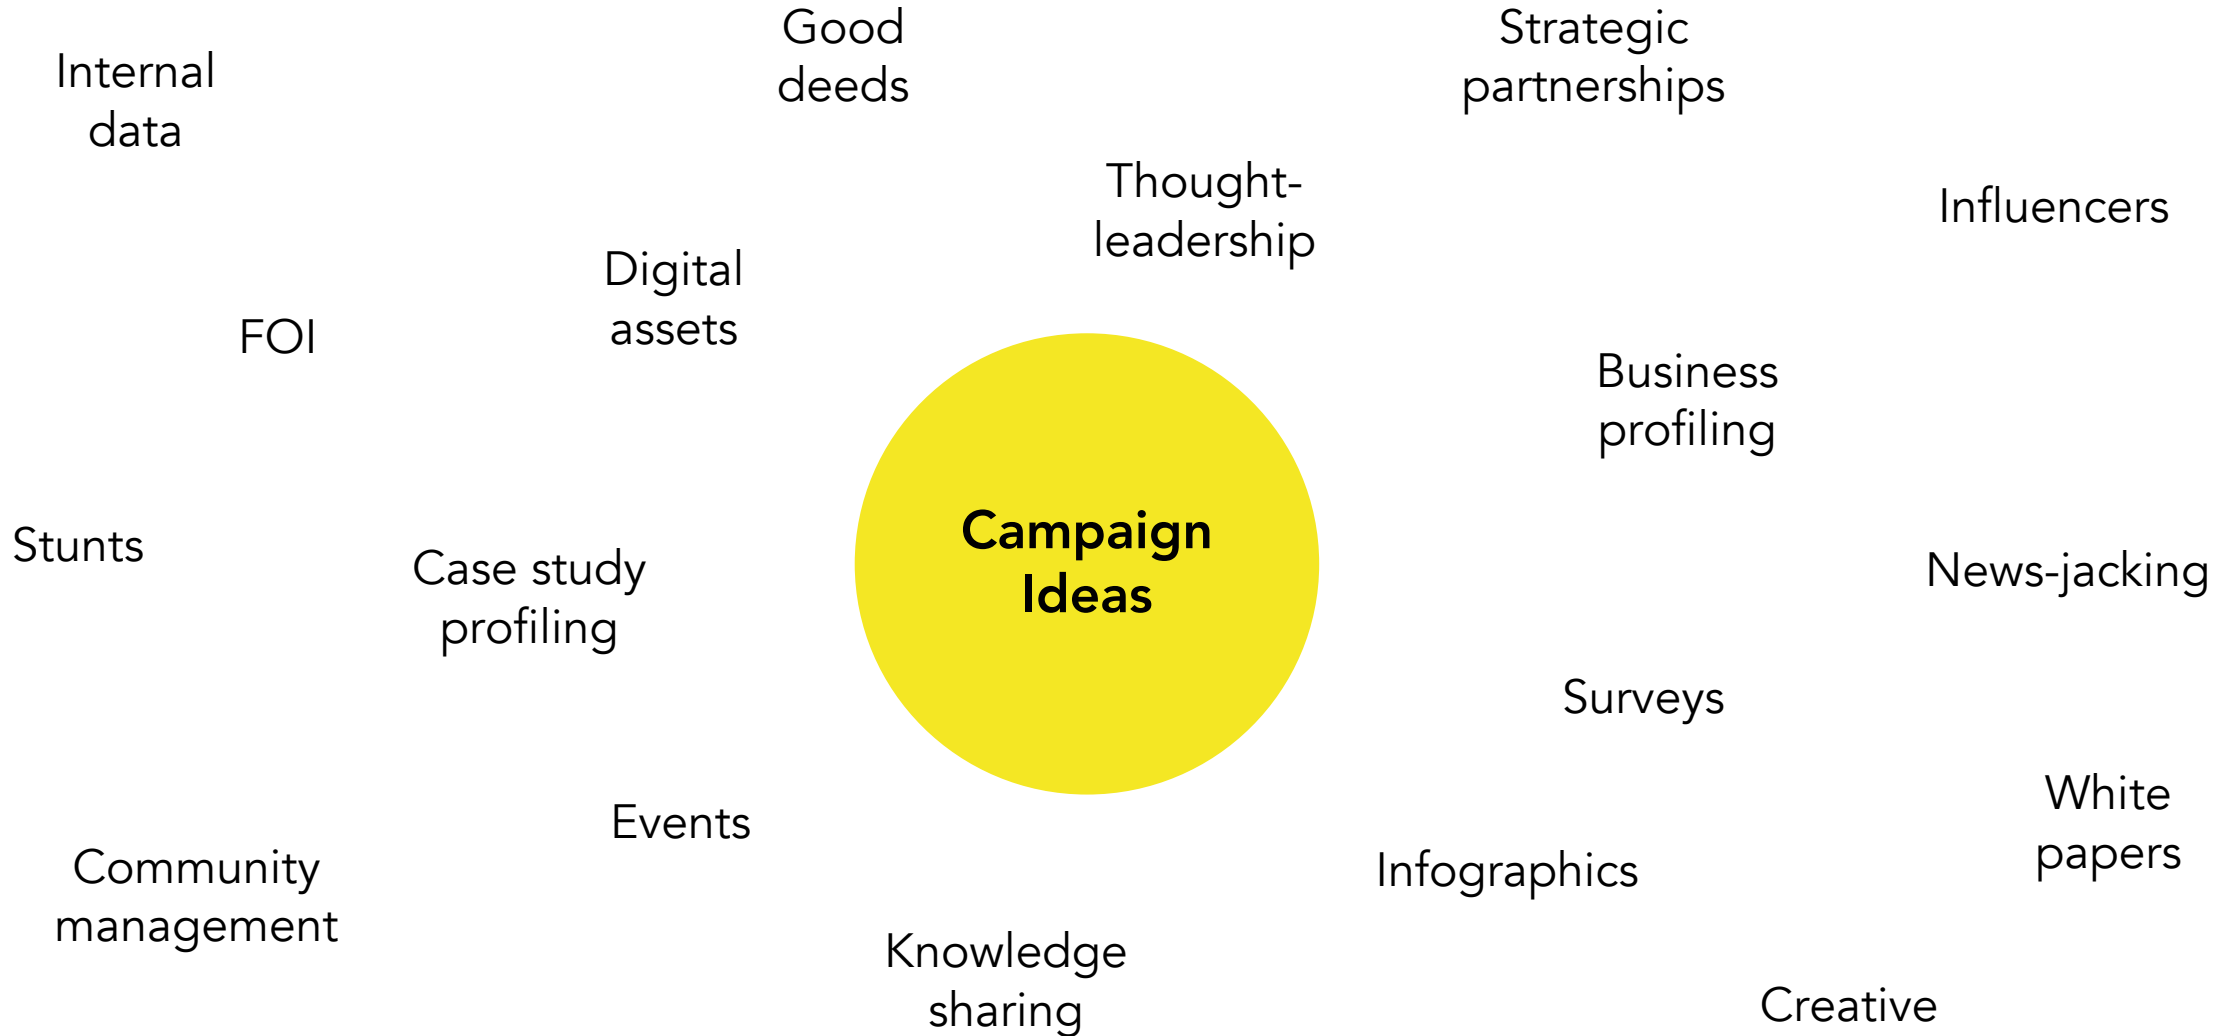 Good
deeds
Strategic
partnerships
Internal
data
Thought-
leadership
Influencers
Digital
assets
FOI
Business
profiling
Campaign
Ideas
Stunts
Case study
profiling
News-jacking
Surveys
White
papers
Events
Community
management
Infographics
Knowledge
sharing
Creative